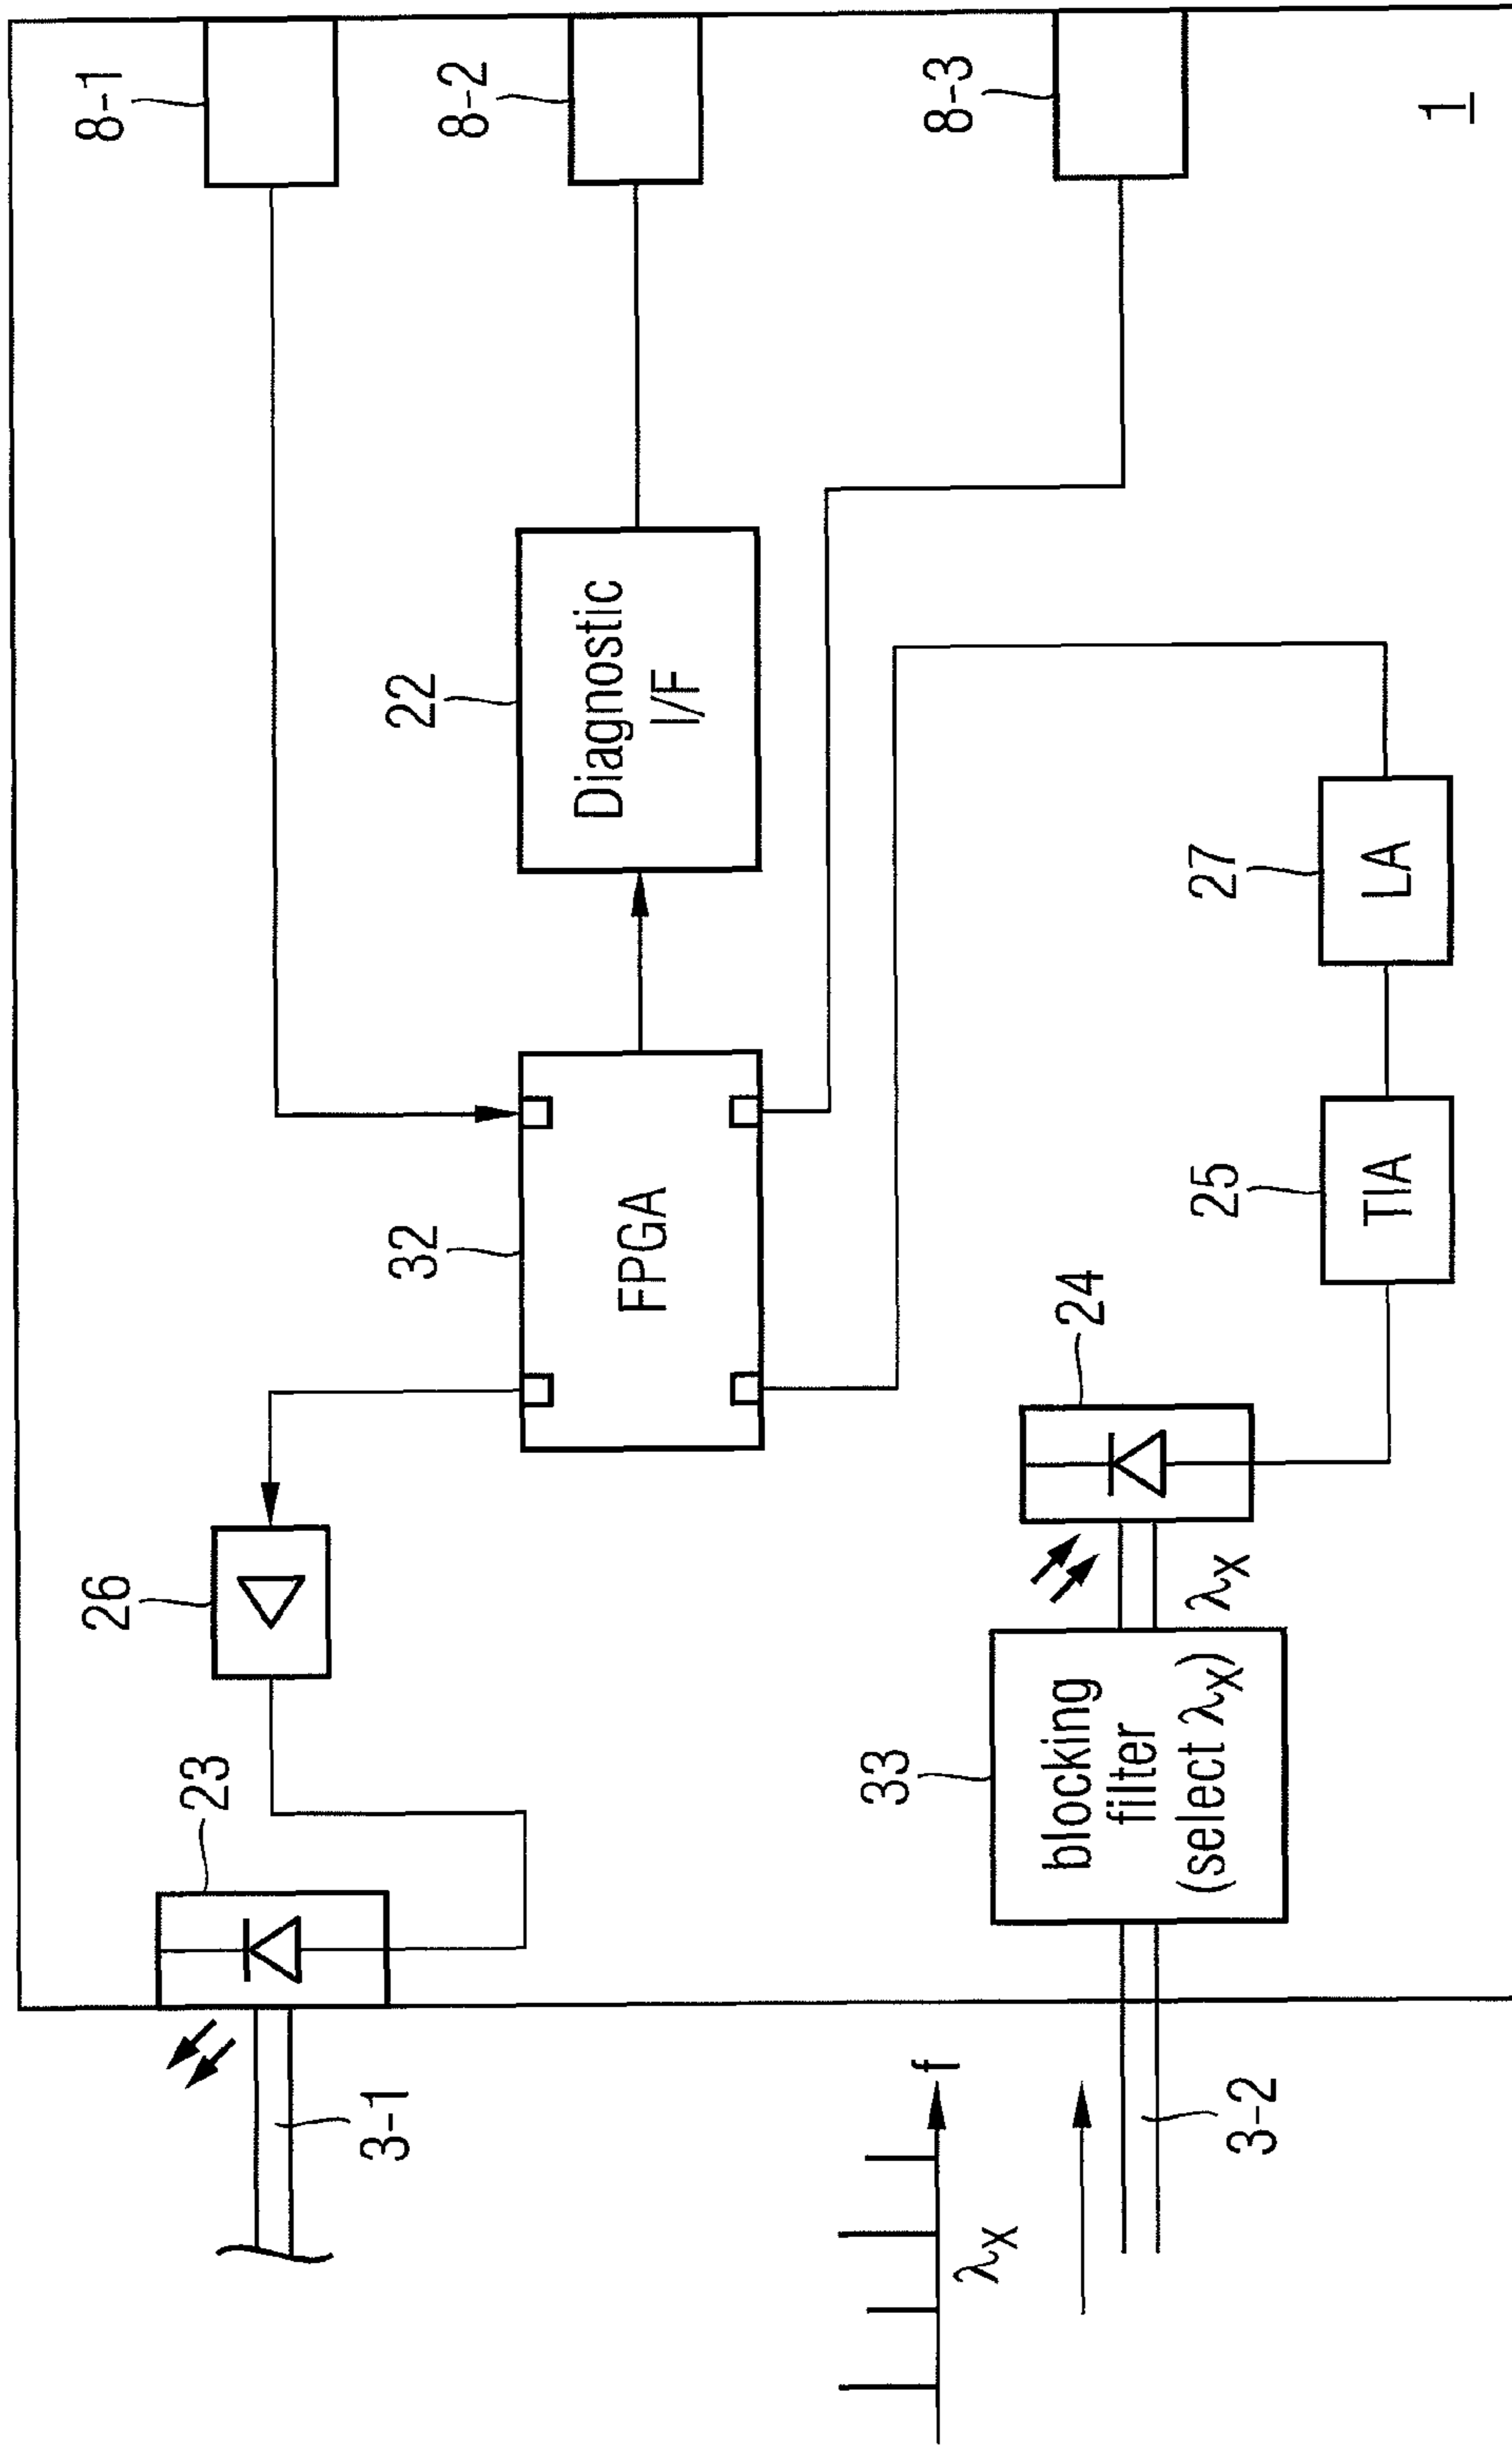 3-1
23
26
8-1
32
FPGA
22
Diagnostic
I/F
8-2
f
λx
3-2
33
blocking
filter
(select λx)
λx
24
25
TIA
27
LA
8-3
1